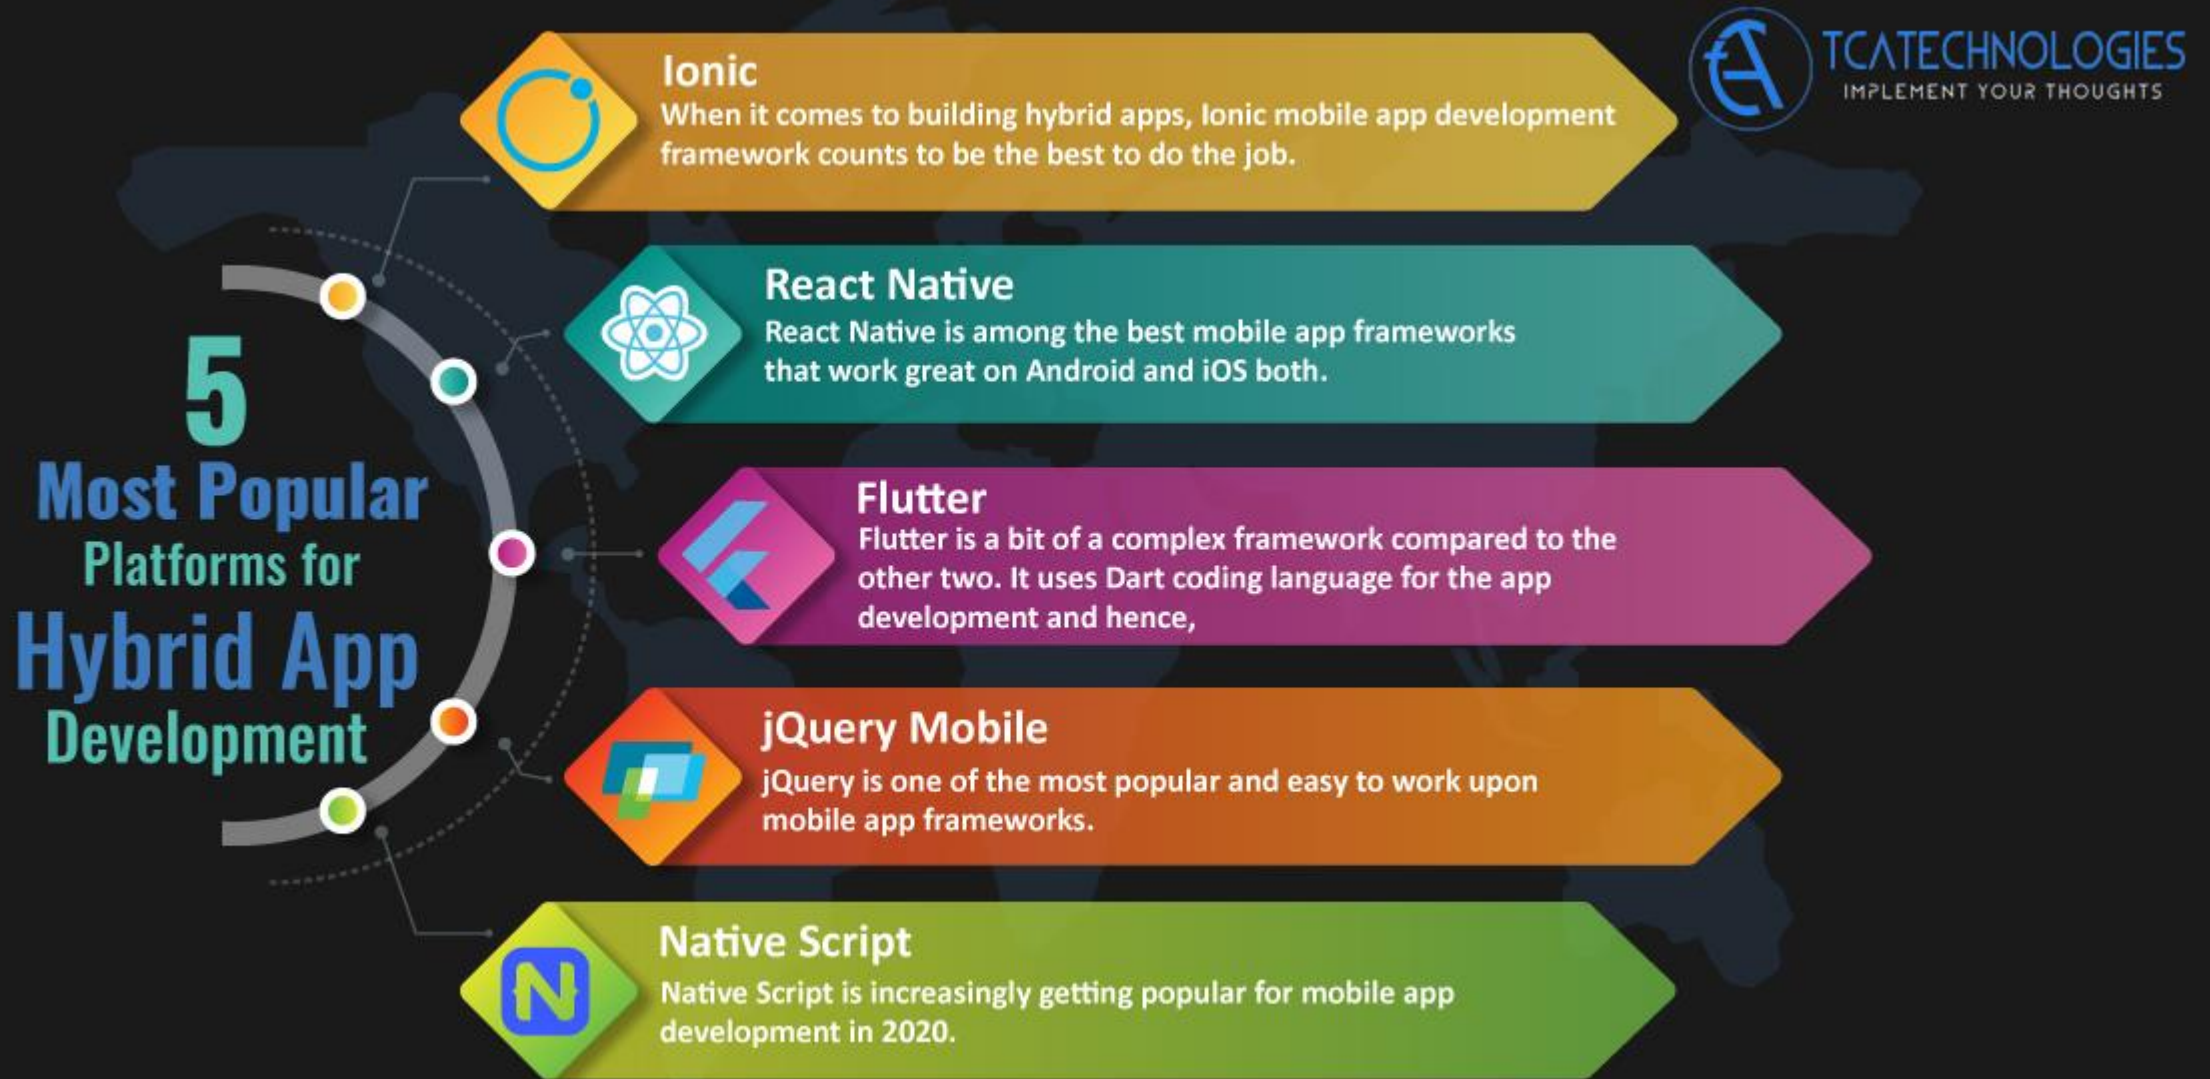 TCATECHNOLOGIES
IMPLEMENT YOUR THOUGHTS
5
Most Popular
Platforms for
Hybrid App
Development
Ionic
When it comes to building hybrid apps, Ionic mobile app development
framework counts to be the best to do the job.
React Native
React Native is among the best mobile app frameworks
that work great on Android and iOS both.
Flutter
Flutter is a bit of a complex framework compared to the
other two. It uses Dart coding language for the app
development and hence,
jQuery Mobile
jQuery is one of the most popular and easy to work upon
mobile app frameworks.
Native Script
Native Script is increasingly getting popular for mobile app
development in 2020.